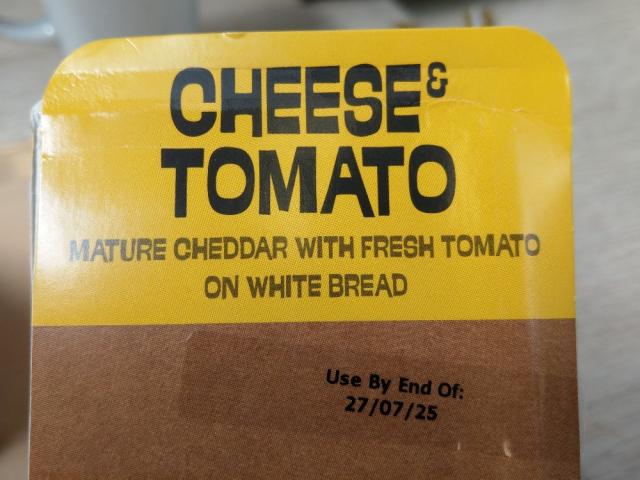 CHEESE&
TOMATO
MATURE CHEDDAR WITH FRESH TOMATO
ON WHITE BREAD
Use By End Of:
27/07/25